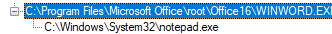 C:\Program Files\Microsoft Office\root\Office16\WINWORD.EX
C:\Windows\System32\notepad.exe